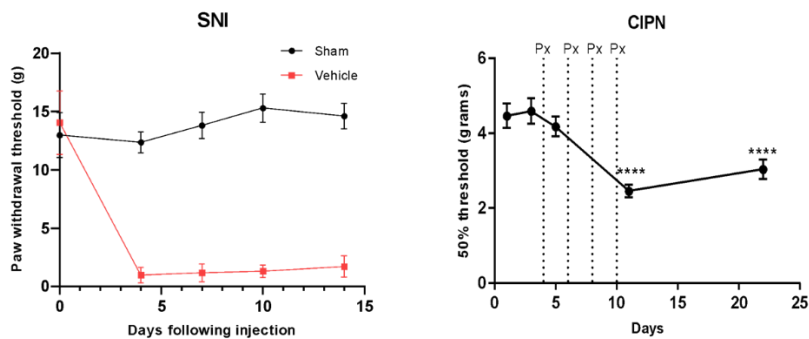 SNI
Sham
Vehicle
Paw withdrawal threshold (g)
20
15
10
5
0
0 5 10 15
Days following injection
CIPN
Px Px Px Px
50% threshold (grams)
6
4
2
0
**** ****
0 5 10 15 20 25
Days